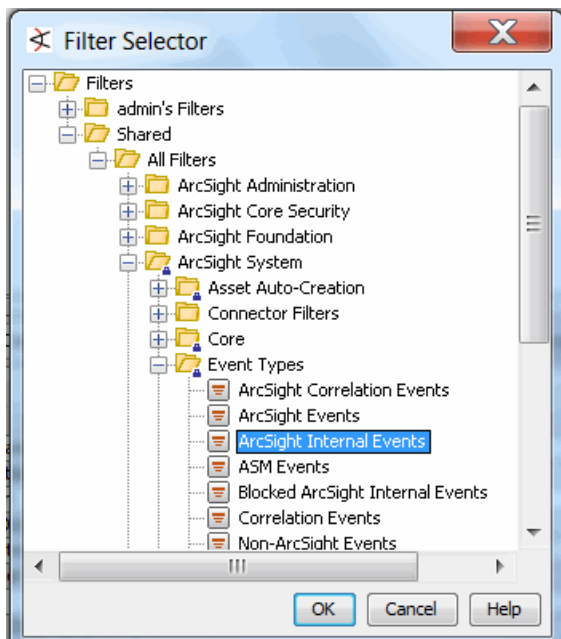 Filter Selector
Filters
admin's Filters
Shared
All Filters
ArcSight Administration
ArcSight Core Security
ArcSight Foundation
ArcSight System
Asset Auto-Creation
Connector Filters
Core
Event Types
ArcSight Correlation Events
ArcSight Events
ArcSight Internal Events
ASM Events
Blocked ArcSight Internal Events
Correlation Events
Non-ArcSight Events
OK Cancel Help